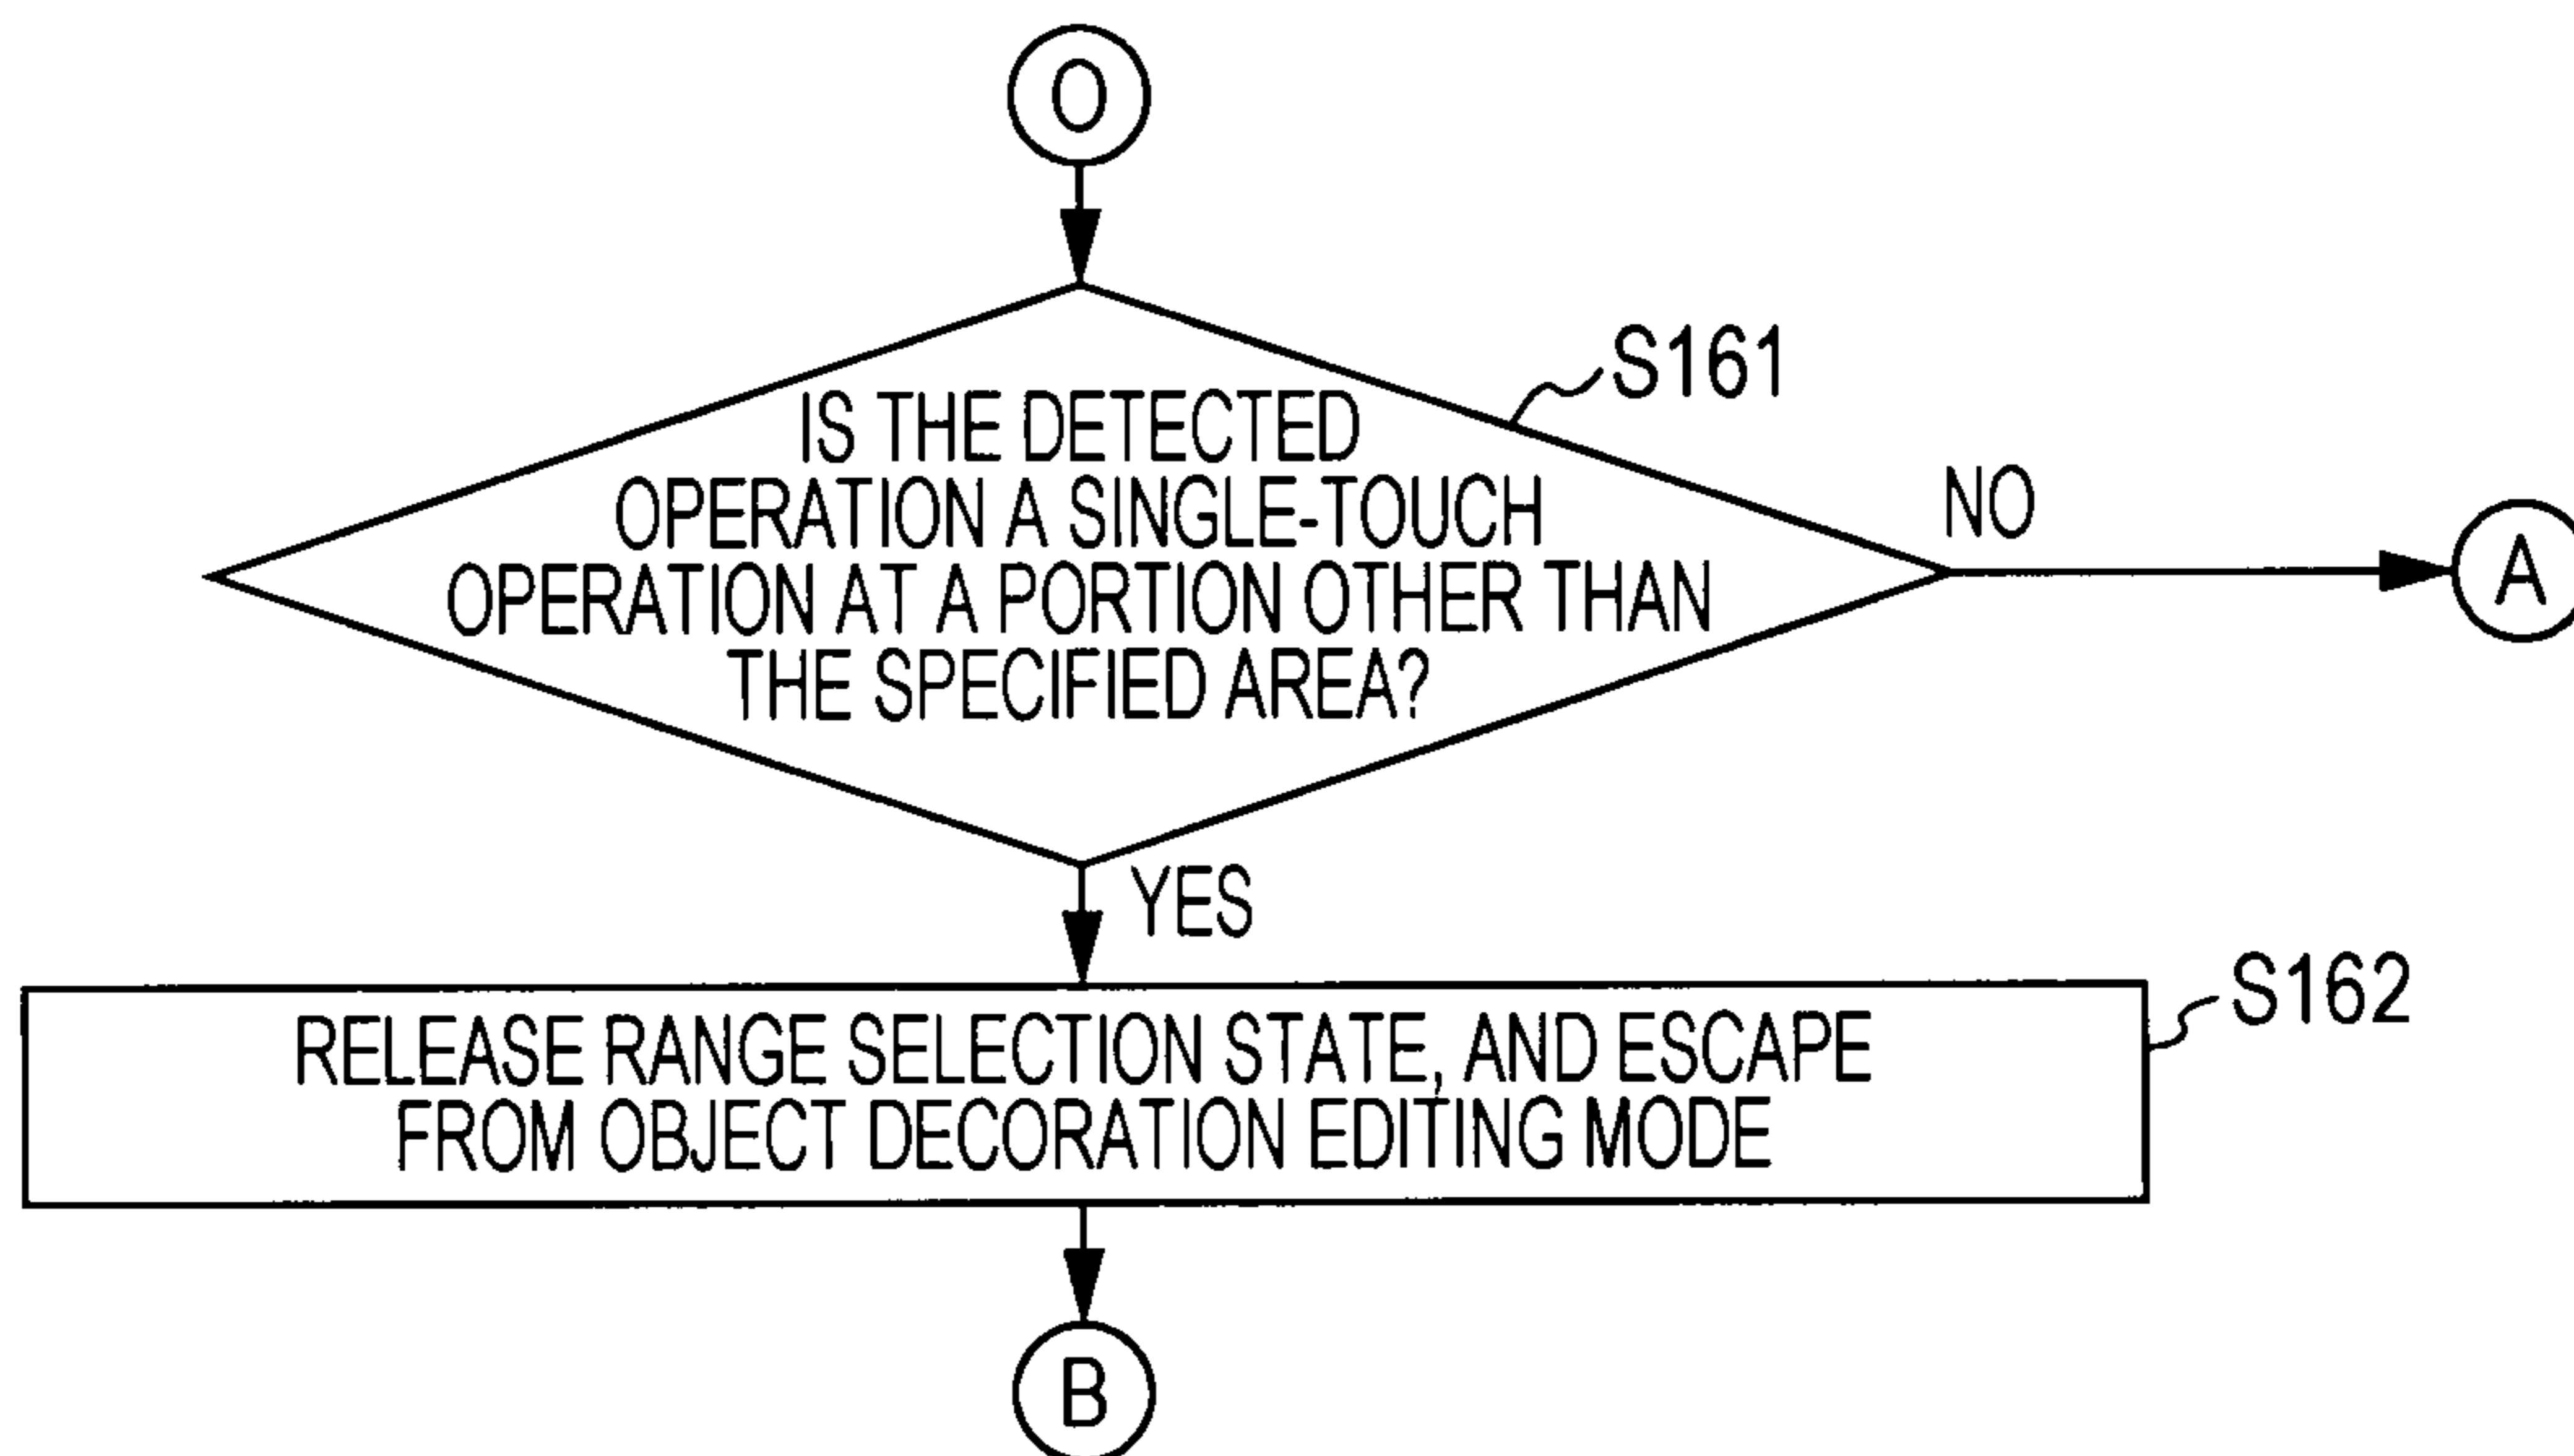 O
S161
IS THE DETECTED
OPERATION A SINGLE-TOUCH
OPERATION AT A PORTION OTHER THAN
THE SPECIFIED AREA?
NO
A
YES
S162
RELEASE RANGE SELECTION STATE, AND ESCAPE
FROM OBJECT DECORATION EDITING MODE
B